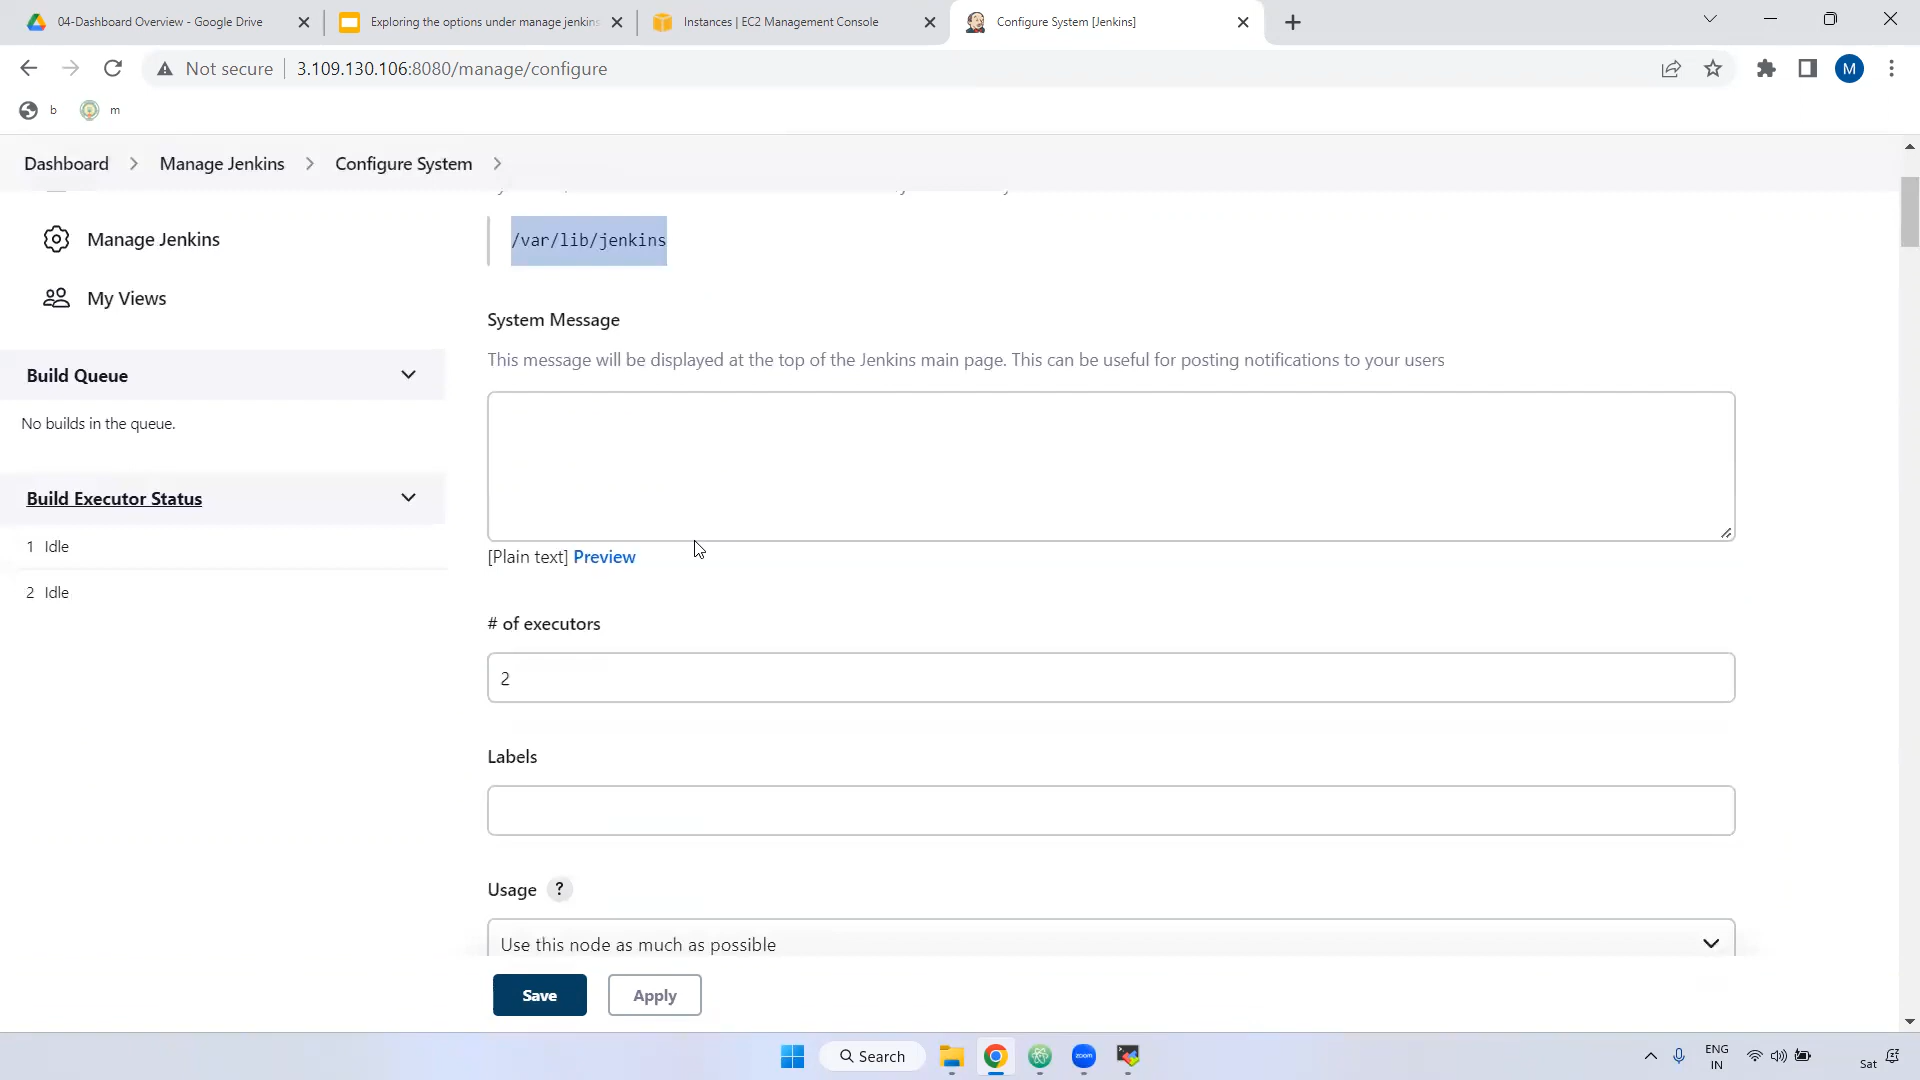 04-Dashboard Overview - Google Drive
Exploring the options under manage jenkins
Instances | EC2 Management Console
Configure System [Jenkins]
Not secure
3.109.130.106:8080/manage/configure
M
b
m
Dashboard
Manage Jenkins
Configure System
Manage Jenkins
My Views
Build Queue
No builds in the queue.
Build Executor Status
1 Idle
2 Idle
/var/lib/jenkins
System Message
This message will be displayed at the top of the Jenkins main page. This can be useful for posting notifications to your users
[Plain text] Preview
# of executors
2
Labels
Usage ?
Use this node as much as possible
Save
Apply
Search
zoom
ENG
IN
Sat